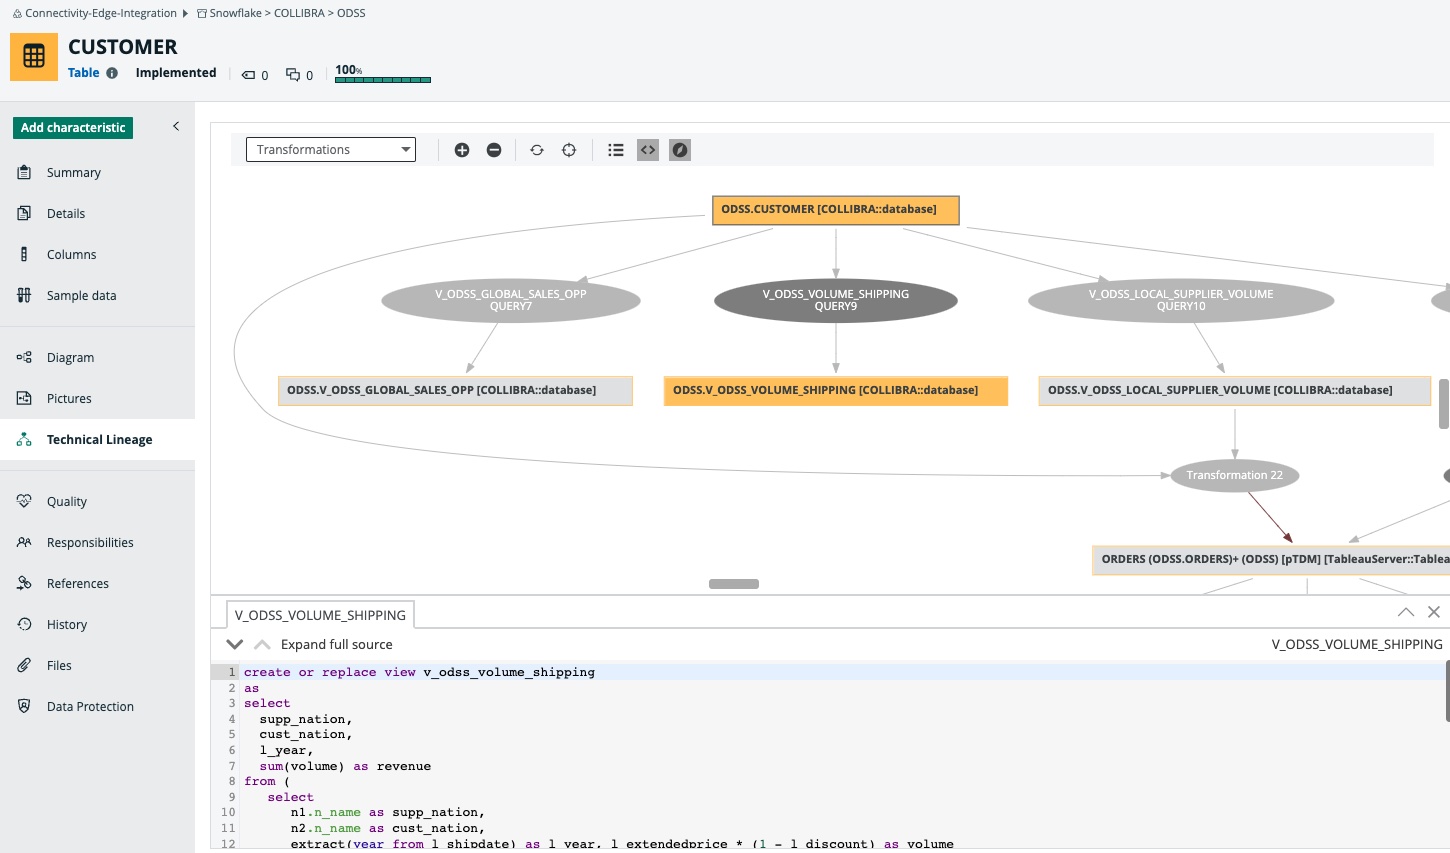 Connectivity-Edge-Integration Snowflake > COLLIBRA > ODSS
CUSTOMER
Table Implemented 0 0 100%
Add characteristic
Summary
Details
Columns
Sample data
Diagram
Pictures
Technical Lineage
Quality
Responsibilities
References
History
Files
Data Protection
Transformations
ODSS.CUSTOMER [COLLIBRA::database]
V_ODSS_GLOBAL_SALES_OPP
QUERY7
V_ODSS_VOLUME_SHIPPING
QUERY9
V_ODSS_LOCAL_SUPPLIER_VOLUME
QUERY10
ODSS.V_ODSS_GLOBAL_SALES_OPP [COLLIBRA::database]
ODSS.V_ODSS_VOLUME_SHIPPING [COLLIBRA::database]
ODSS.V_ODSS_LOCAL_SUPPLIER_VOLUME [COLLIBRA::database]
Transformation 22
ORDERS (ODSS.ORDERS)+ (ODSS) [pTDM] [TableauServer::Tablea
V_ODSS_VOLUME_SHIPPING
Expand full source
V_ODSS_VOLUME_SHIPPING
1 create or replace view v_odss_volume_shipping
2 as
3 select
4 supp_nation,
5 cust_nation,
6 l_year,
7 sum(volume) as revenue
8 from (
9 select
10 n1.n_name as supp_nation,
11 n2.n_name as cust_nation,
12 extract(year from l_shipdate) as l_year, l_extendedprice * (1 - l_discount) as volume